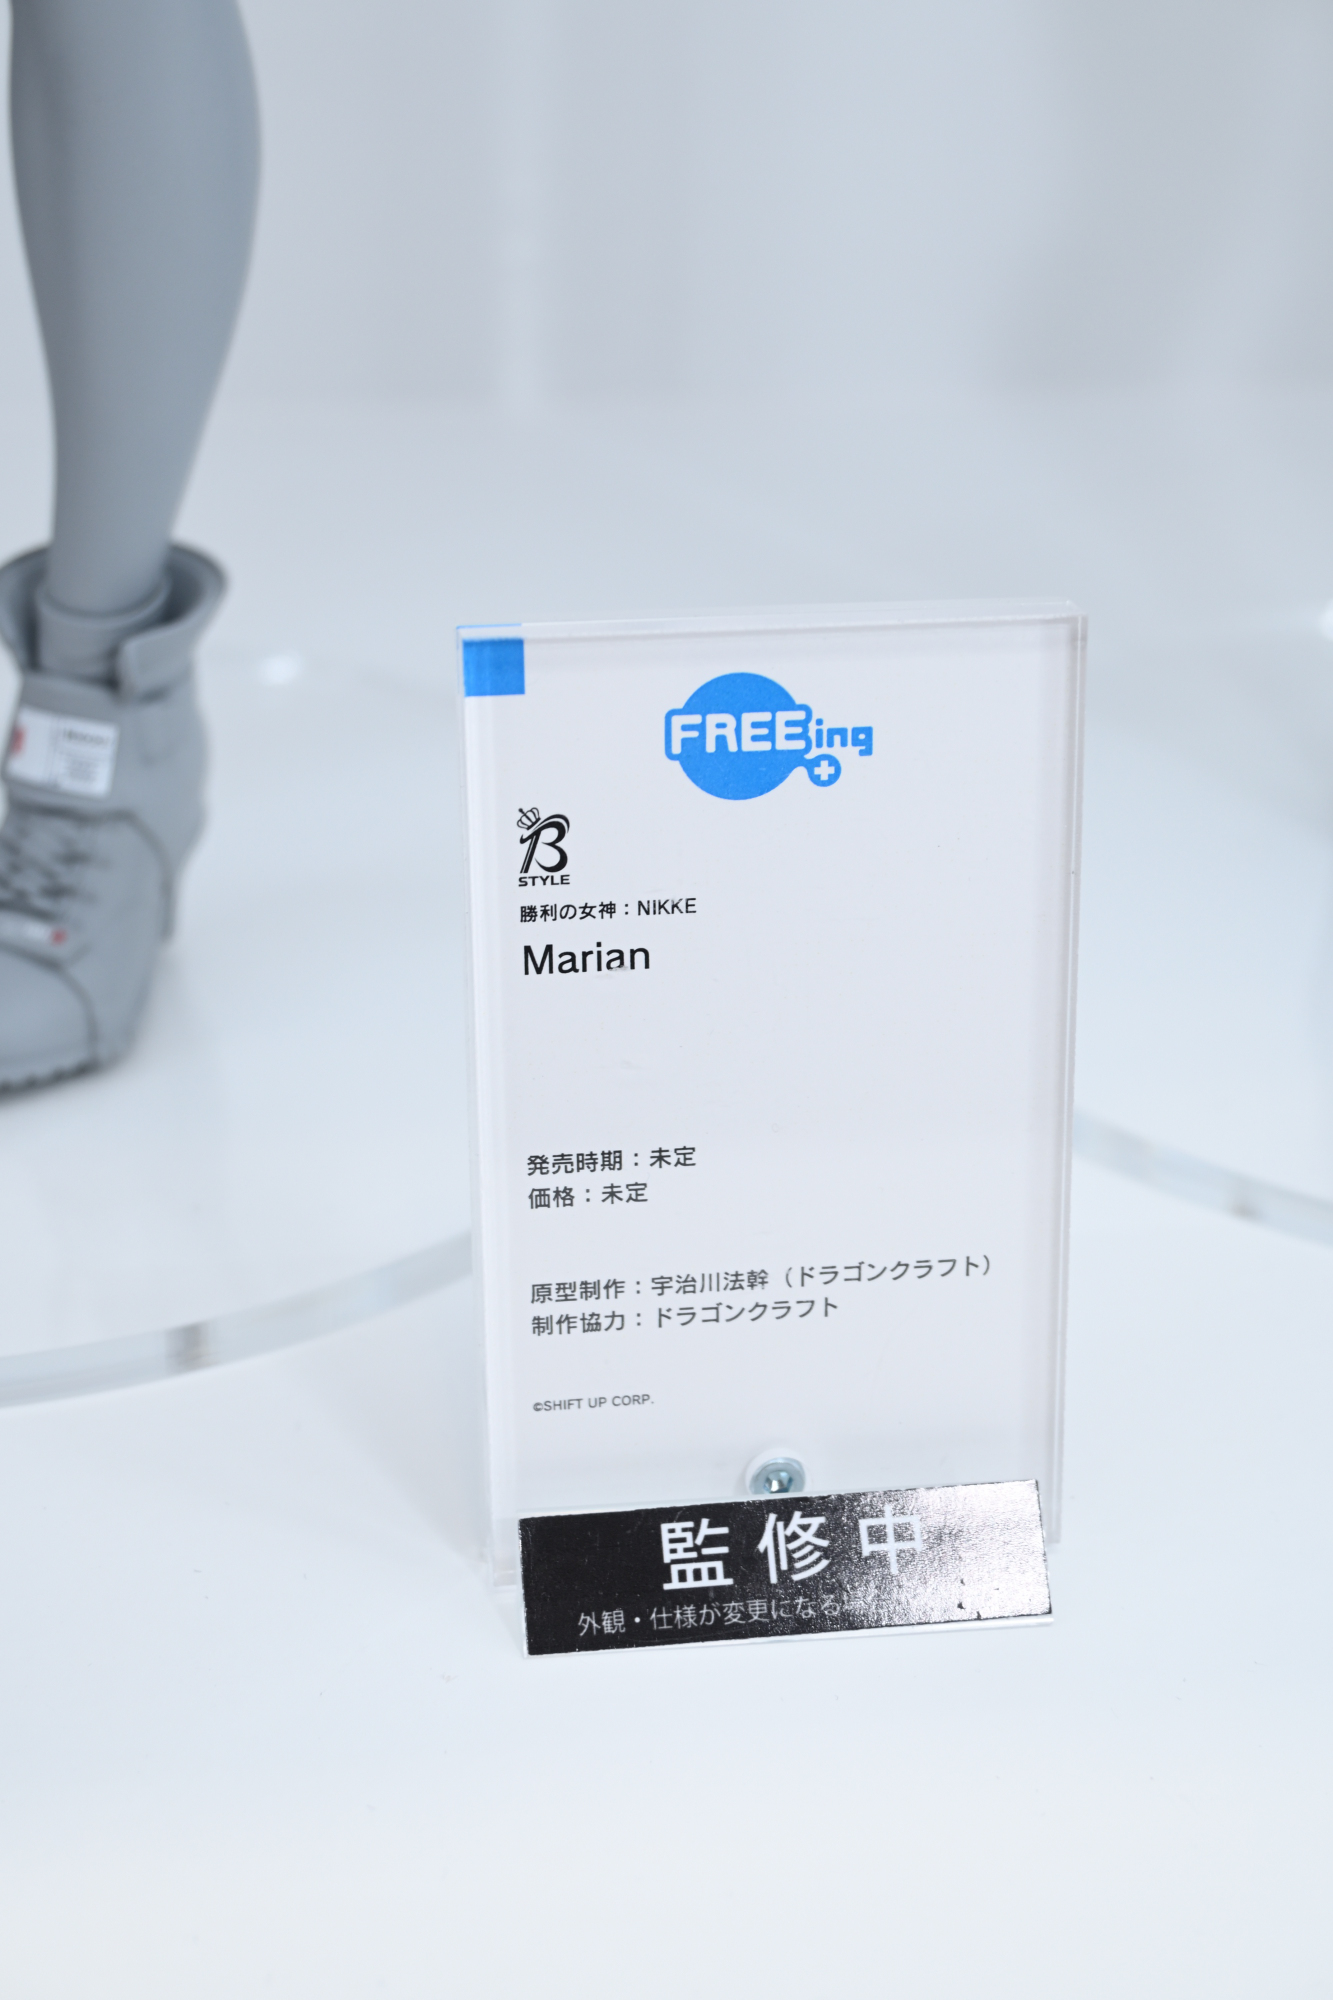 FREEing
B
STYLE
勝利の女神：NIKKE
Marian
発売時期：未定
価格：未定
原型制作：宇治川法幹（ドラゴンクラフト）
制作協力：ドラゴンクラフト
©SHIFT UP CORP.
監修中
外観・仕様が変更になる